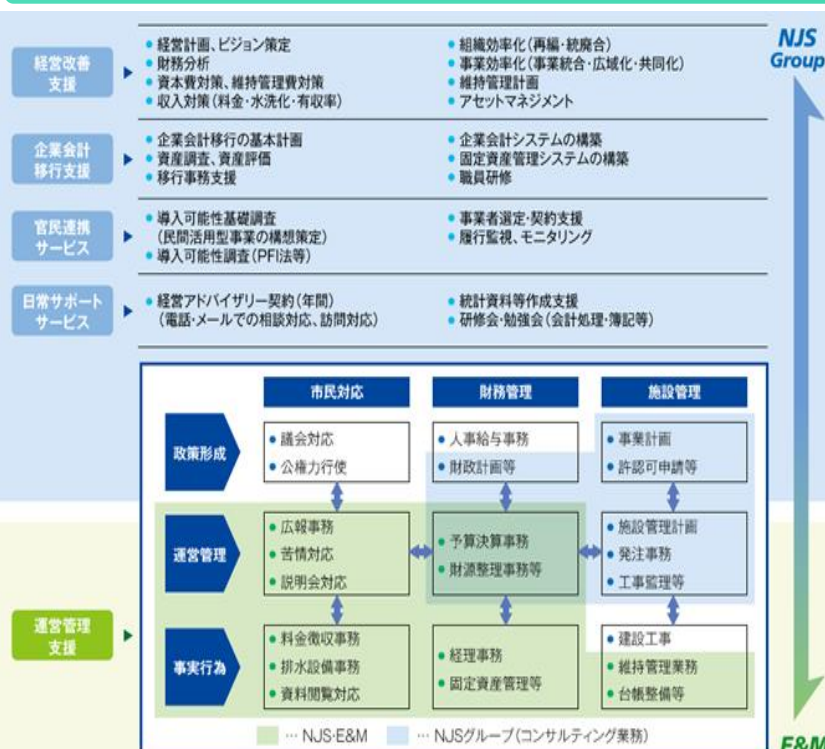 経営改善
支援
経営計画、ビジョン策定
財務分析
資本費対策、維持管理費対策
収入対策(料金・水洗化・有収率)
組織効率化(再編・統廃合)
事業効率化(事業統合・広域化・共同化)
維持管理計画
アセットマネジメント
NJS
Group
企業会計
移行支援
企業会計移行の基本計画
資産調査、資産評価
移行事務支援
企業会計システムの構築
固定資産管理システムの構築
職員研修
官民連携
サービス
導入可能性基礎調査
(民間活用型事業の構想策定)
導入可能性調査(PFI法等)
事業者選定・契約支援
履行監視、モニタリング
日常サポート
サービス
経営アドバイザリー契約(年間)
(電話・メールでの相談対応、訪問対応)
統計資料等作成支援
研修会・勉強会(会計処理・簿記等)
市民対応
財務管理
施設管理
政策形成
議会対応
公権力行使
人事給与事務
財政計画等
事業計画
許認可申請等
運営管理
広報事務
苦情対応
説明会対応
予算決算事務
財源整理事務等
施設管理計画
発注事務
工事監理等
運営管理
支援
事実行為
料金徴収事務
排水設備事務
資料閲覧対応
経理事務
固定資産管理等
建設工事
維持管理業務
台帳整備等
… NJS・E&M
… NJSグループ(コンサルティング業務)
E&M